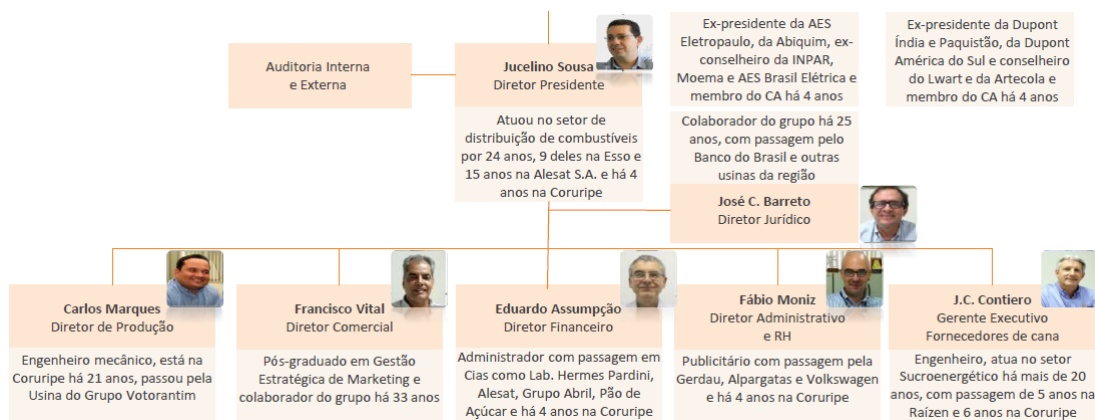 Auditoria Interna
e Externa
Jucelino Sousa
Diretor Presidente
Atuou no setor de
distribuição de combustíveis
por 24 anos, 9 deles na Esso e
15 anos na Alesat S.A. e há 4
anos na Coruripe
Ex-presidente da AES
Eletropaulo, da Abiquim, ex-
conselheiro da INPAR,
Moema e AES Brasil Elétrica e
membro do CA há 4 anos
Ex-presidente da Dupont
Índia e Paquistão, da Dupont
América do Sul e conselheiro
do Lwart e da Artecola e
membro do CA há 4 anos
Colaborador do grupo há 25
anos, com passagem pelo
Banco do Brasil e outras
usinas da região
José C. Barreto
Diretor Jurídico
Carlos Marques
Diretor de Produção
Engenheiro mecânico, está na
Coruripe há 21 anos, passou pela
Usina do Grupo Votorantim
Francisco Vital
Diretor Comercial
Pós-graduado em Gestão
Estratégica de Marketing e
colaborador do grupo há 33 anos
Eduardo Assumpção
Diretor Financeiro
Administrador com passagem em
Cias como Lab. Hermes Pardini,
Alesat, Grupo Abril, Pão de
Açúcar e há 4 anos na Coruripe
Fábio Moniz
Diretor Administrativo
e RH
Publicitário com passagem pela
Gerdau, Alpargatas e Volkswagen
e há 4 anos na Coruripe
J.C. Contiero
Gerente Executivo
Fornecedores de cana
Engenheiro, atua no setor
Sucroenergético há mais de 20
anos, com passagem de 5 anos na
Raízen e 6 anos na Coruripe